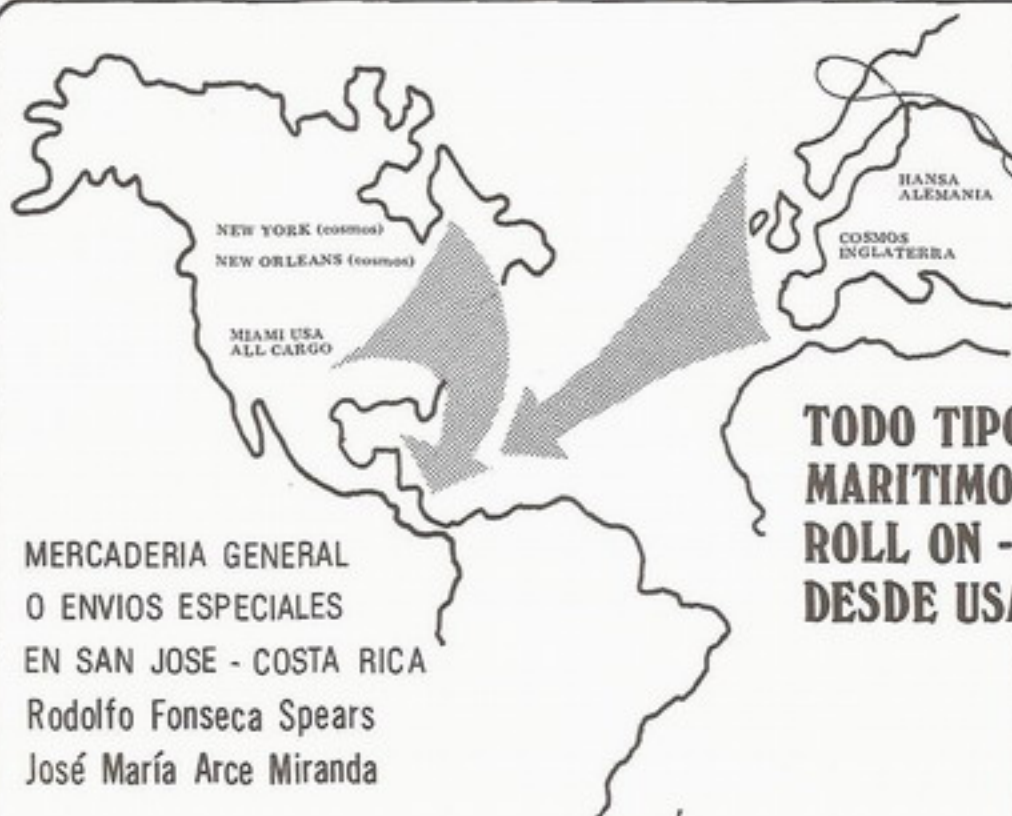 NEW YORK (cosmos)
NEW ORLEANS (cosmos)
MIAMI USA
ALL CARGO
HANSA
ALEMANIA
COSMOS
INGLATERRA
TODO TIPO
MARITIMO
ROLL ON -
DESDE USA
MERCADERIA GENERAL
O ENVIOS ESPECIALES
EN SAN JOSE - COSTA RICA
Rodolfo Fonseca Spears
José María Arce Miranda